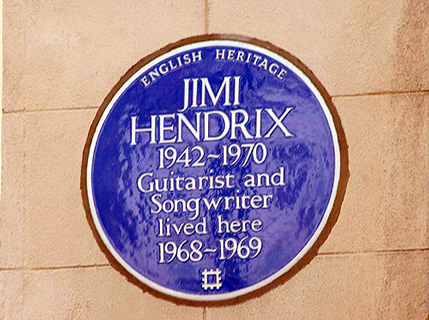 ENGLISH HERITAGE
JIMI
HENDRIX
1942~1970
Guitarist and
Songwriter
lived here
1968~1969